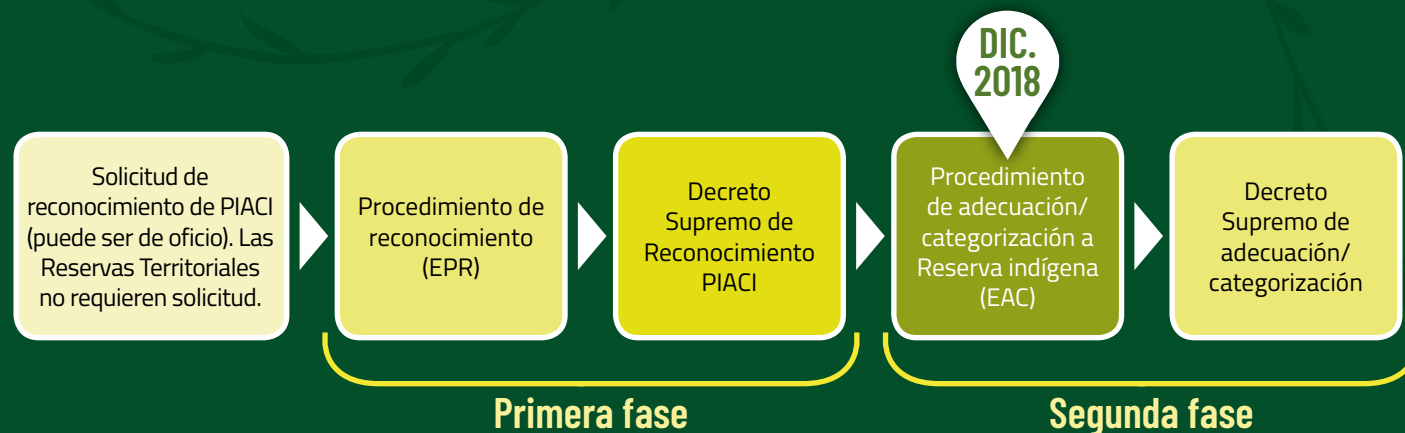 DIC.
2018
Solicitud de
reconocimiento de PIACI
(puede ser de oficio). Las
Reservas Territoriales
no requieren solicitud.
Procedimiento de
reconocimiento
(EPR)
Decreto
Supremo de
Reconocimiento
PIACI
Procedimiento
de adecuación/
categorización a
Reserva indígena
(EAC)
Decreto
Supremo de
adecuación/
categorización
Primera fase
Segunda fase